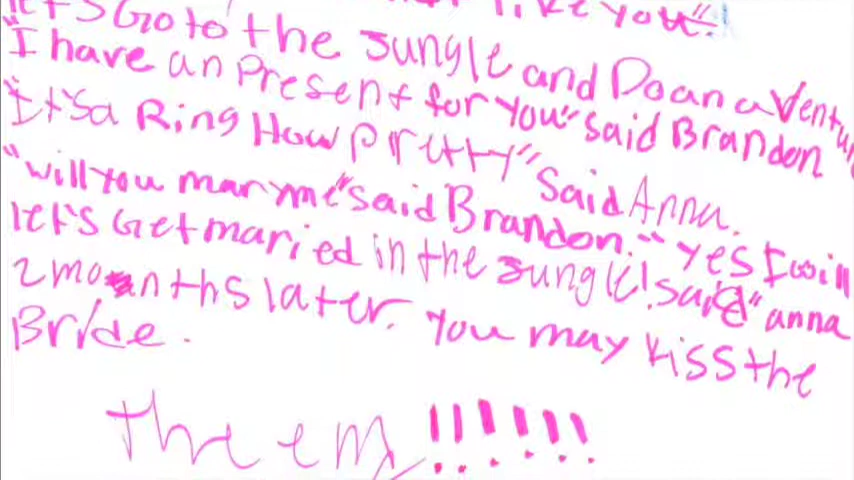 like you".
let's Go to the Jungle and Do an a Ventur
"I have an Present for you" said Brandon
"It's a Ring How pretty" Said Anna.
"will you mary me" said Brandon. "yes I will
let's Get maried in the Jungle! said" anna
2 months later. You may kiss the
Bride.
the end!!!!!!